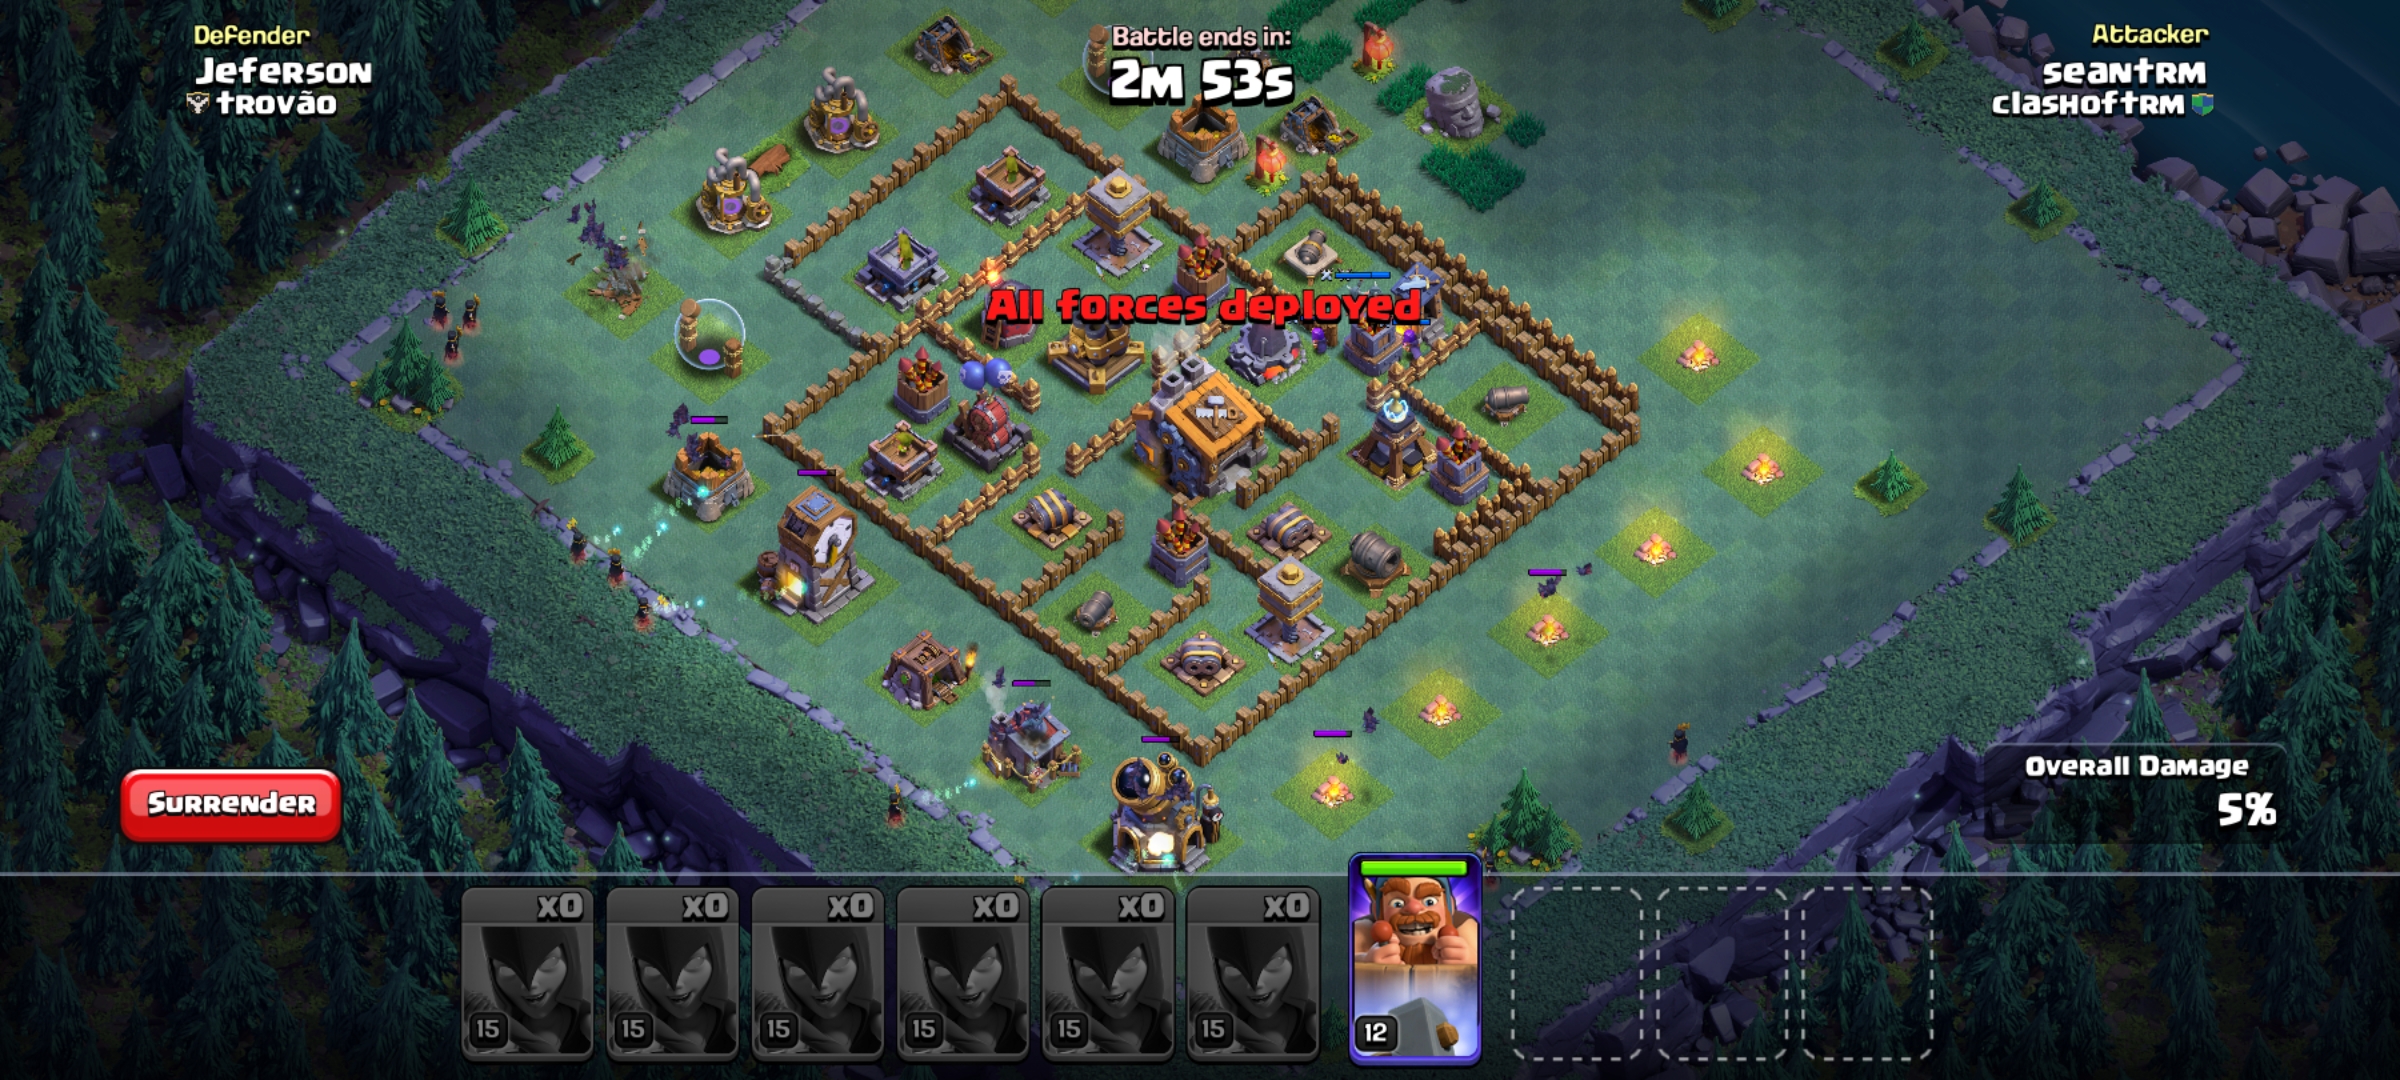 Defender
Jeferson
trovão
Battle ends in:
2m 53s
Attacker
seantrm
clashoftrm
All forces deployed
Surrender
Overall Damage
5%
x0 x0 x0 x0 x0 x0
15 15 15 15 15 15 12